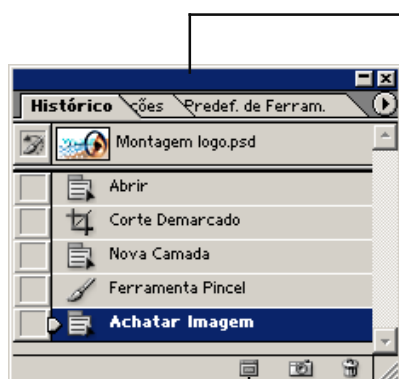 Histórico ções Predef. de Ferram.
Montagem logo.psd
Abrir
Corte Demarcado
Nova Camada
Ferramenta Pincel
Achatar Imagem